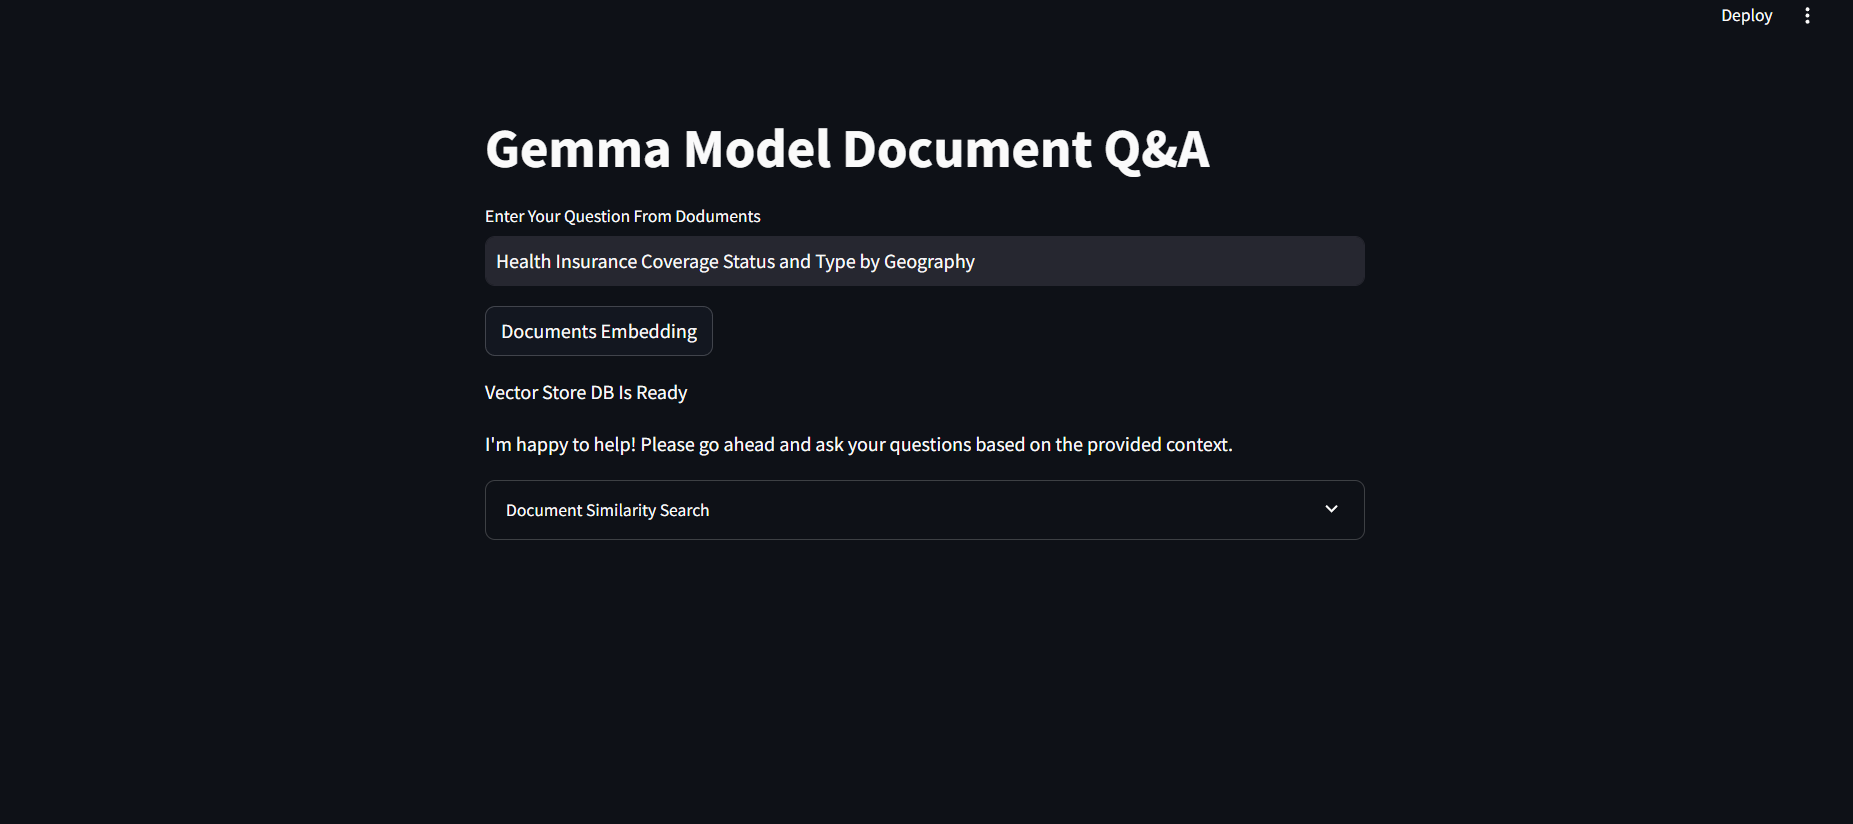 Deploy
Gemma Model Document Q&A
Enter Your Question From Doduments
Health Insurance Coverage Status and Type by Geography
Documents Embedding
Vector Store DB Is Ready
I'm happy to help! Please go ahead and ask your questions based on the provided context.
Document Similarity Search